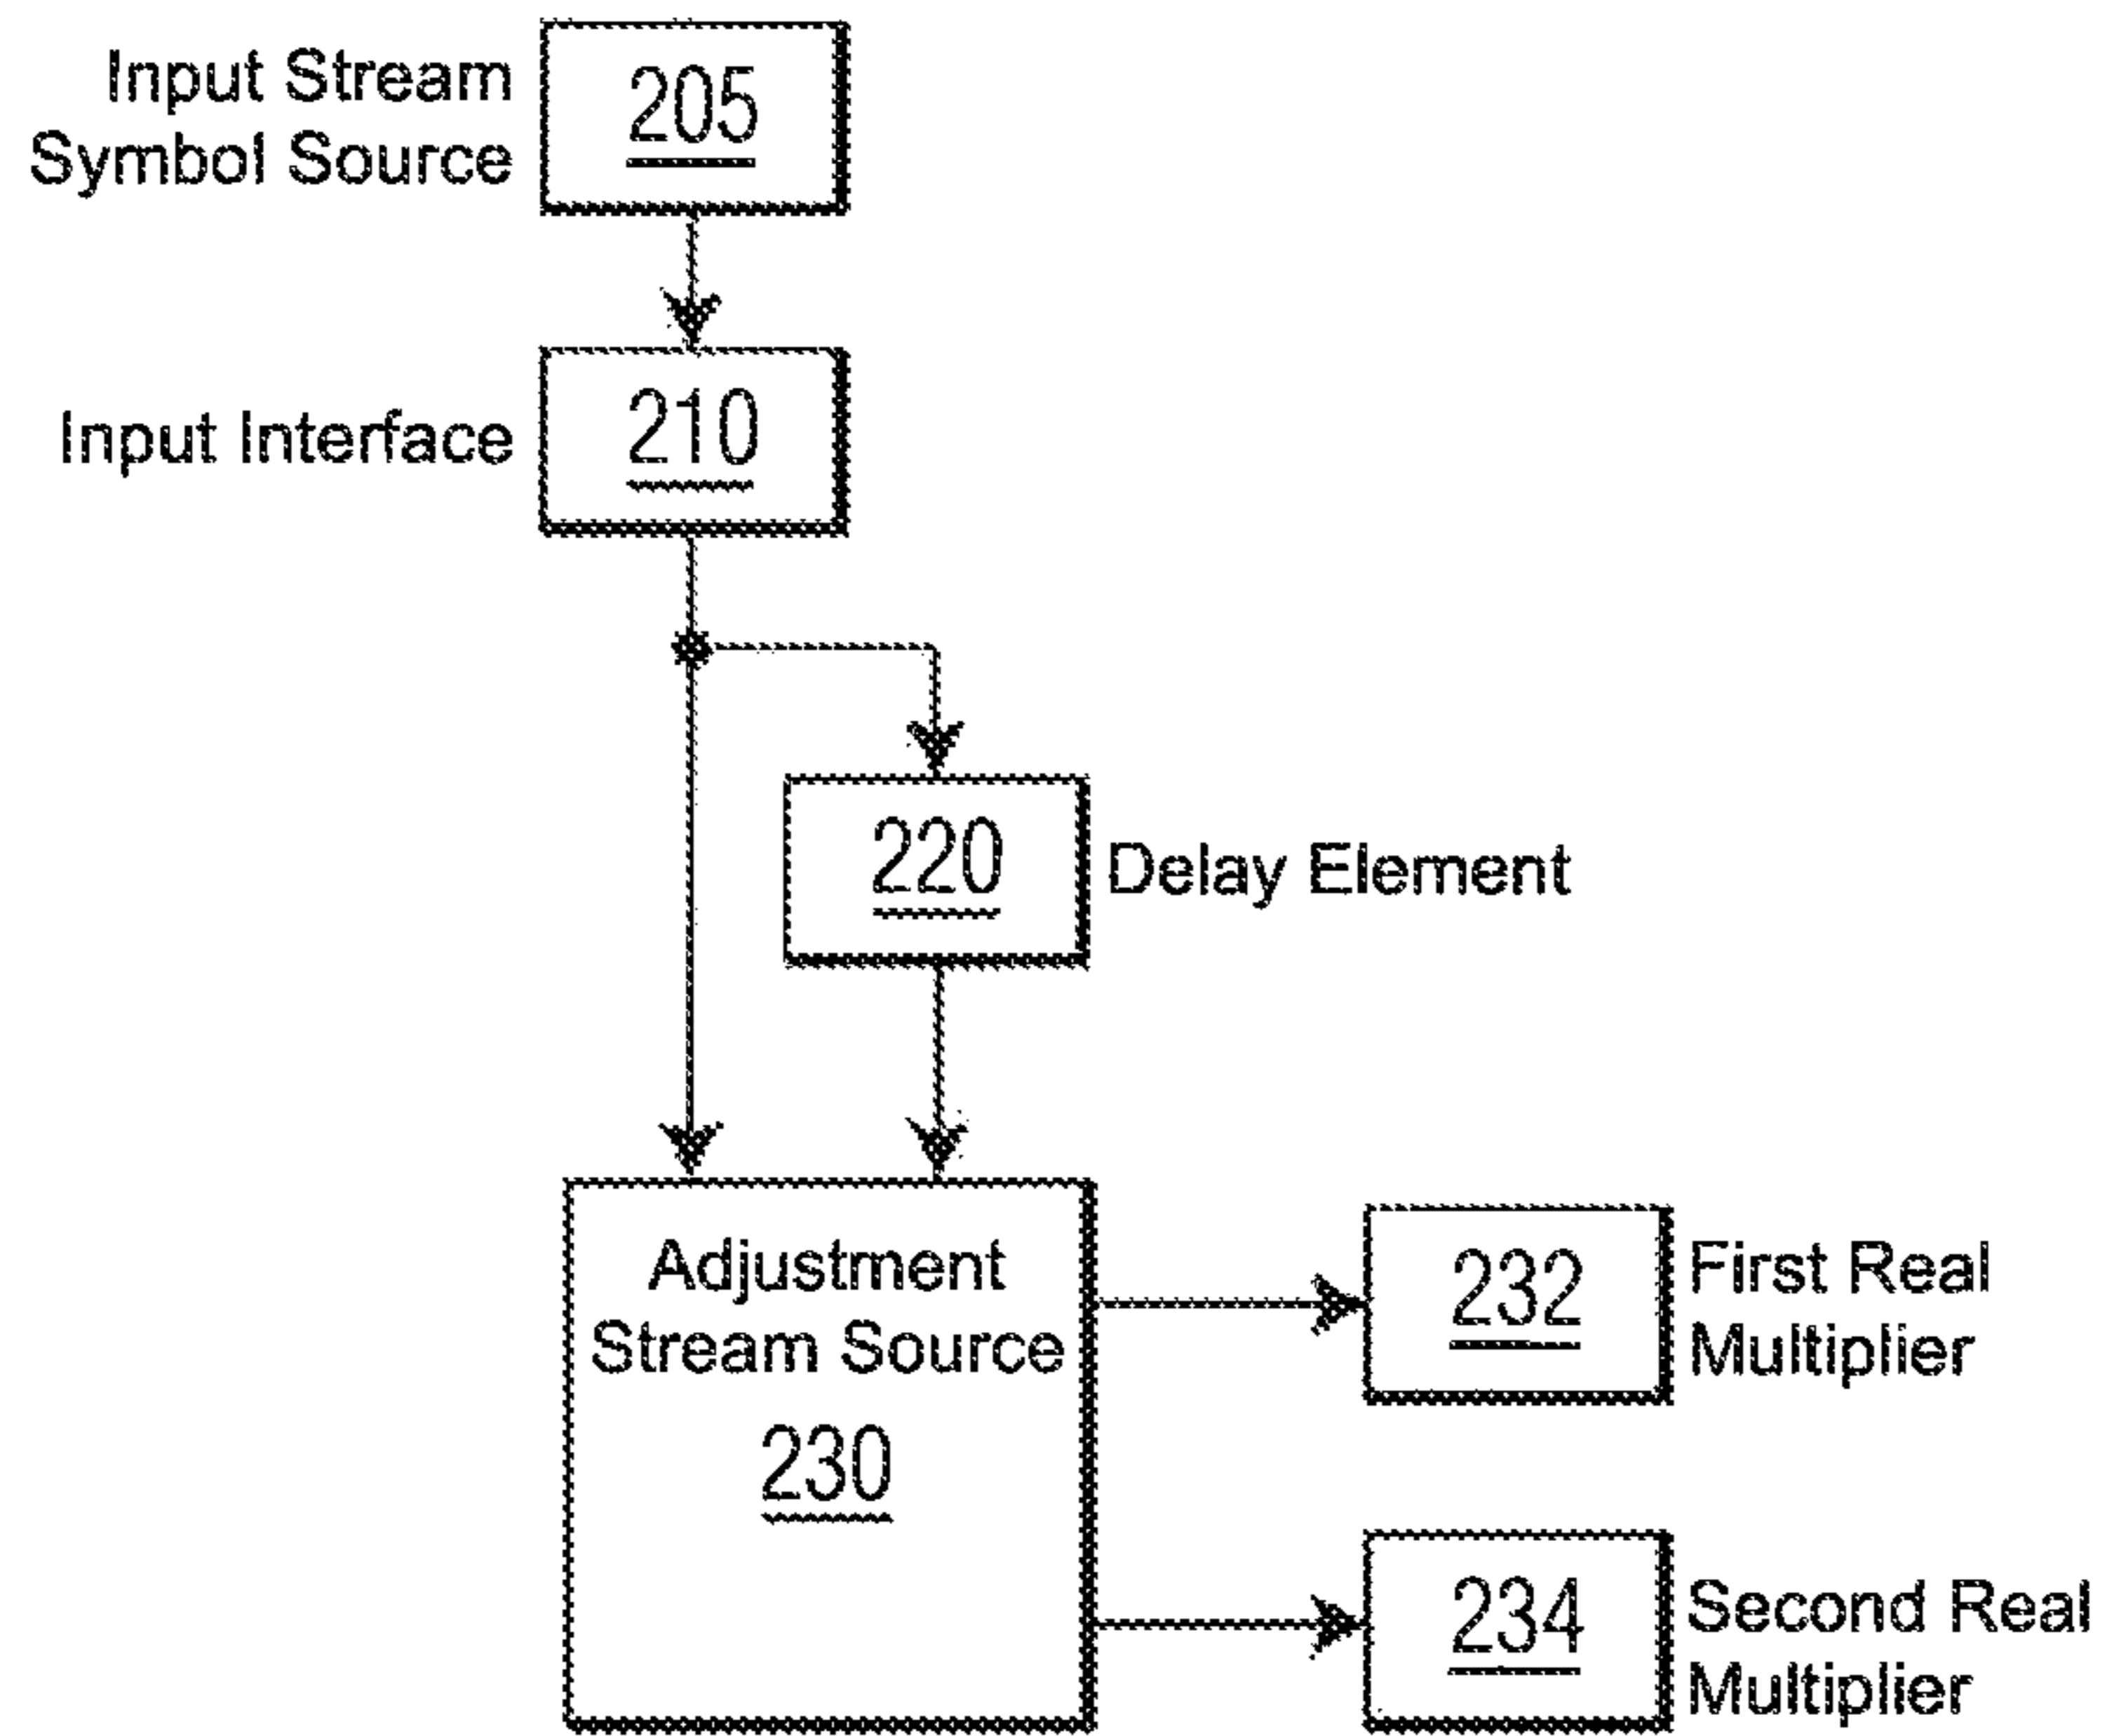 Input Stream
Symbol Source
205
Input Interface
210
220
Delay Element
Adjustment
Stream Source
230
232
First Real
Multiplier
234
Second Real
Multiplier